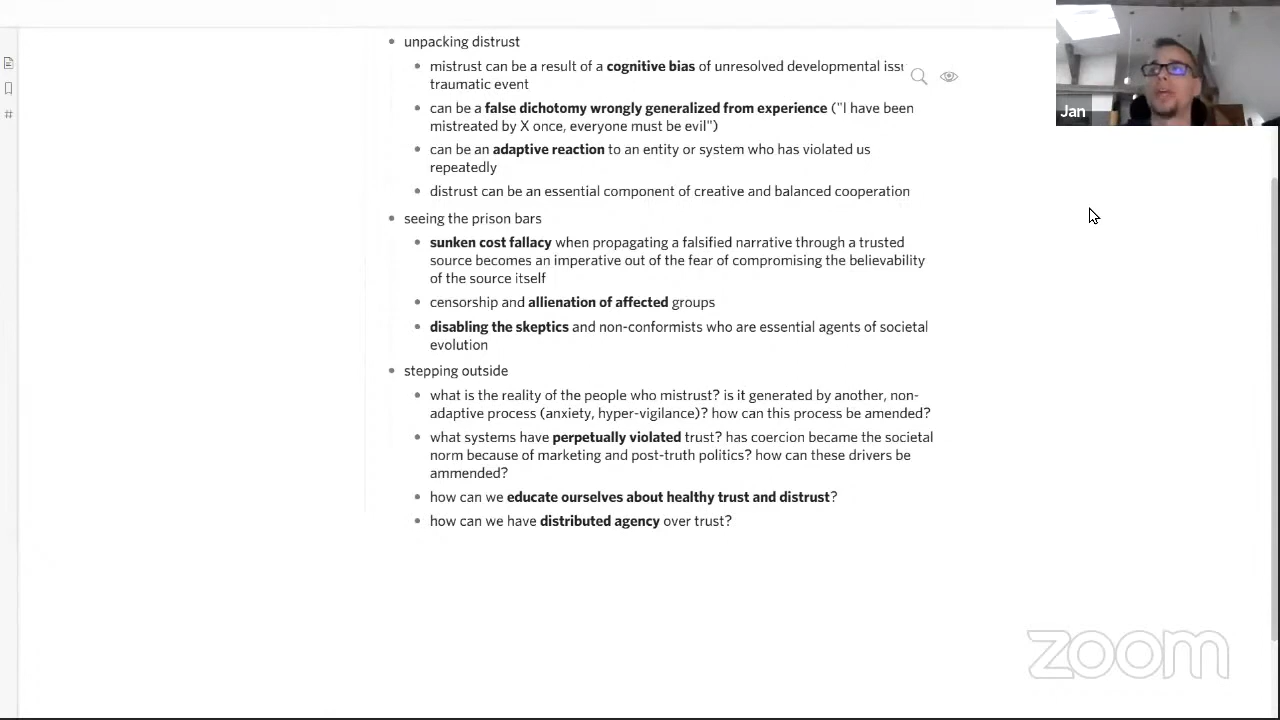 unpacking distrust
mistrust can be a result of a cognitive bias of unresolved developmental
traumatic event
can be a false dichotomy wrongly generalized from experience ("I have been
mistreated by X once, everyone must be evil")
can be an adaptive reaction to an entity or system who has violated us
repeatedly
distrust can be an essential component of creative and balanced cooperation
seeing the prison bars
sunken cost fallacy when propagating a falsified narrative through a trusted
source becomes an imperative out of the fear of compromising the believability
of the source itself
censorship and allienation of affected groups
disabling the skeptics and non-conformists who are essential agents of societal
evolution
stepping outside
what is the reality of the people who mistrust? is it generated by another, non-
adaptive process (anxiety, hyper-vigilance)? how can this process be amended?
what systems have perpetually violated trust? has coercion became the societal
norm because of marketing and post-truth politics? how can these drivers be
ammended?
how can we educate ourselves about healthy trust and distrust?
how can we have distributed agency over trust?
Jan
zoom